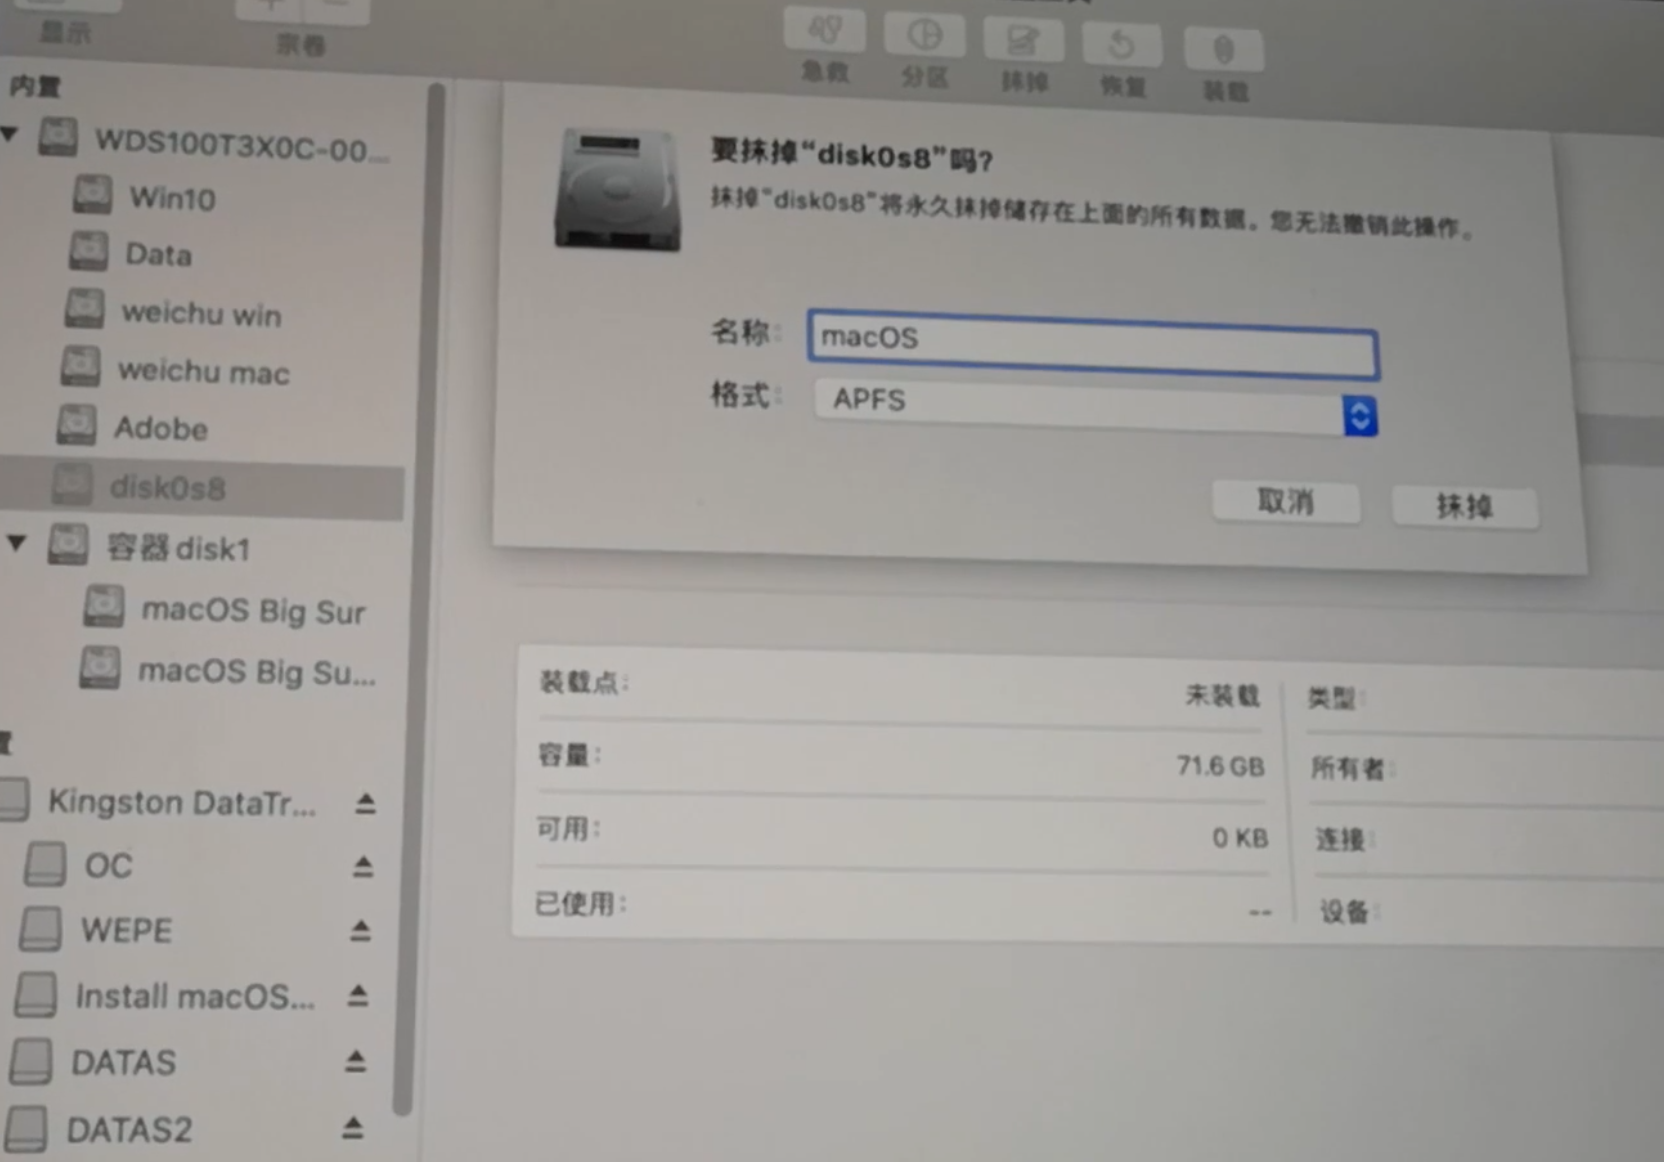 显示
宗卷
急救
分区
抹掉
恢复
装载
内置
WDS100T3X0C-00...
Win10
Data
weichu win
weichu mac
Adobe
disk0s8
容器 disk1
macOS Big Sur
macOS Big Su...
置
Kingston DataTr...
OC
WEPE
Install macOS...
DATAS
DATAS2
要抹掉“disk0s8”吗?
抹掉“disk0s8”将永久抹掉储存在上面的所有数据。您无法撤销此操作。
名称: macOS
格式: APFS
取消
抹掉
装载点: 未装载
容量: 71.6 GB
可用: 0 KB
已使用: --
类型:
所有者:
连接:
设备: